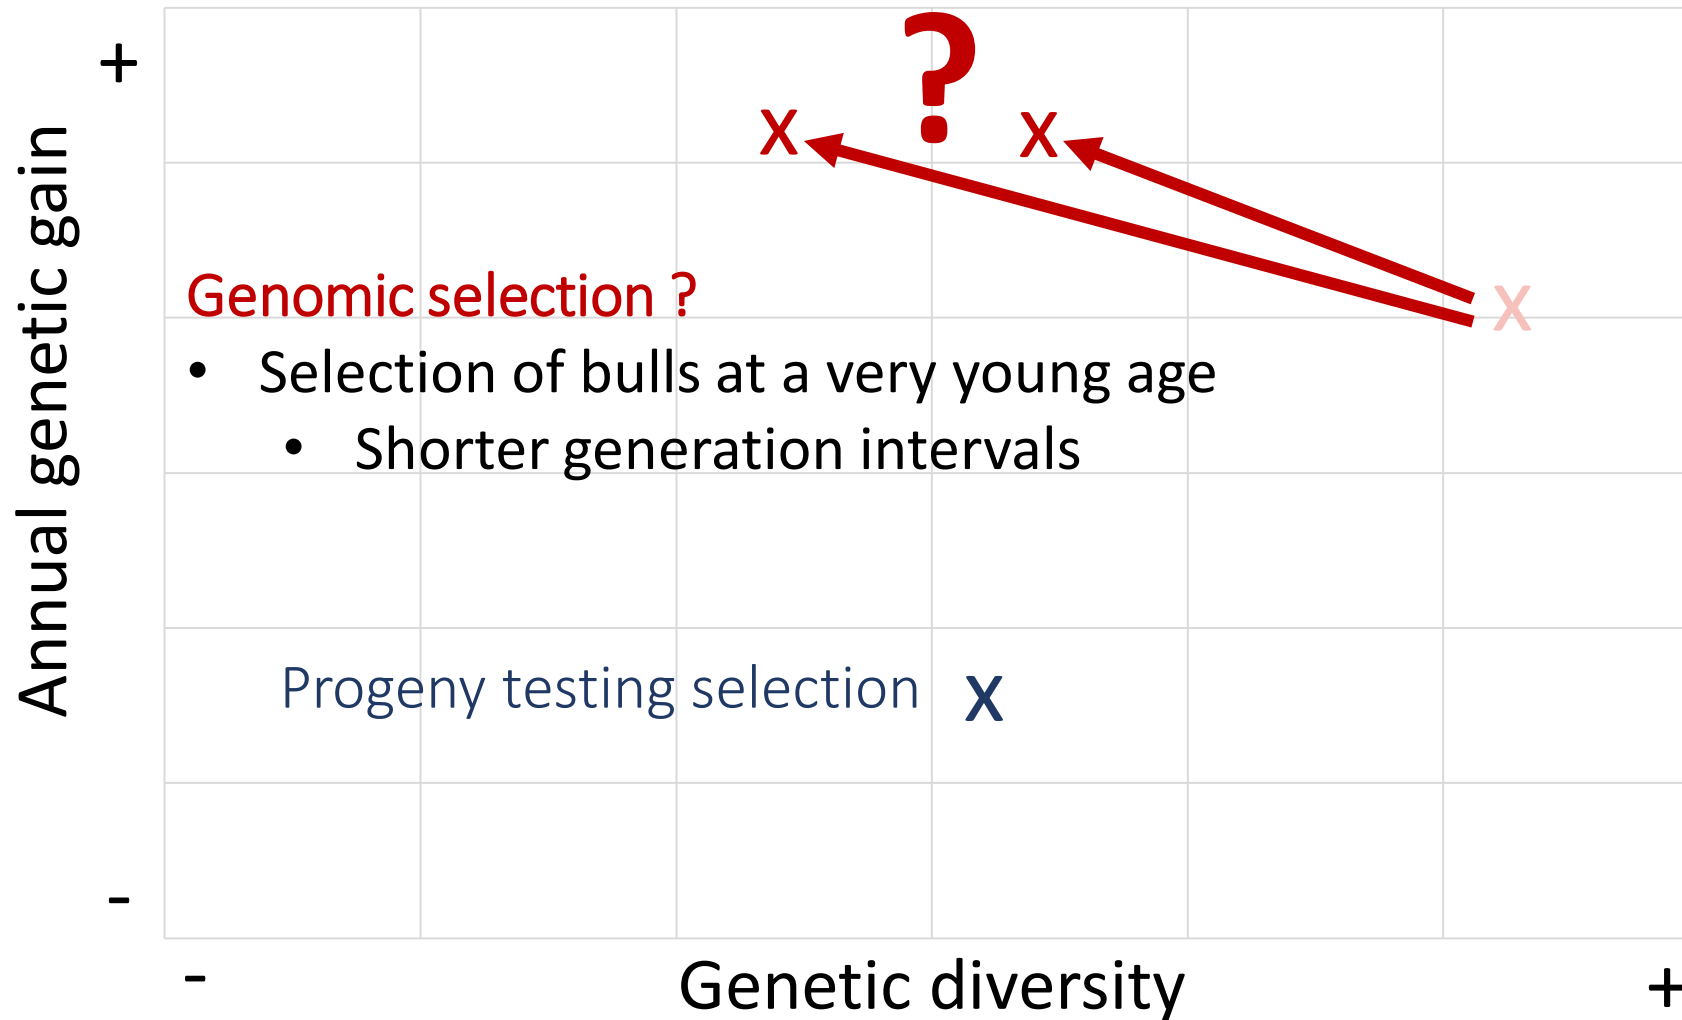 +
?
X
X
X
Annual genetic gain
Genomic selection ?
• Selection of bulls at a very young age
• Shorter generation intervals
Progeny testing selection X
-
-
Genetic diversity
+